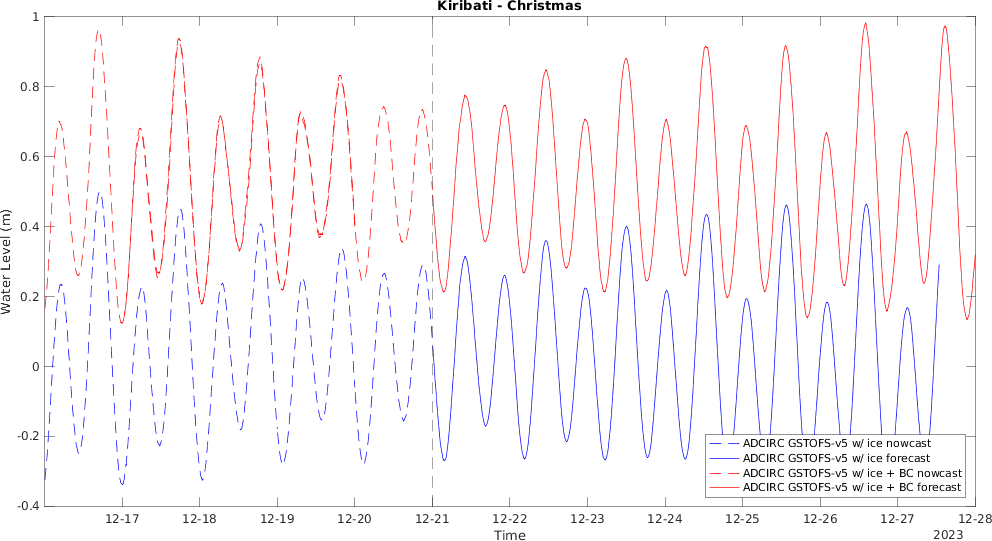 Kiribati - Christmas
Water Level (m)
1
0.8
0.6
0.4
0.2
0
-0.2
-0.4
ADCIRC GSTOFS-v5 w/ ice nowcast
ADCIRC GSTOFS-v5 w/ ice forecast
ADCIRC GSTOFS-v5 w/ ice + BC nowcast
ADCIRC GSTOFS-v5 w/ ice + BC forecast
12-17 12-18 12-19 12-20 12-21 12-22 12-23 12-24 12-25 12-26 12-27 12-28
Time
2023